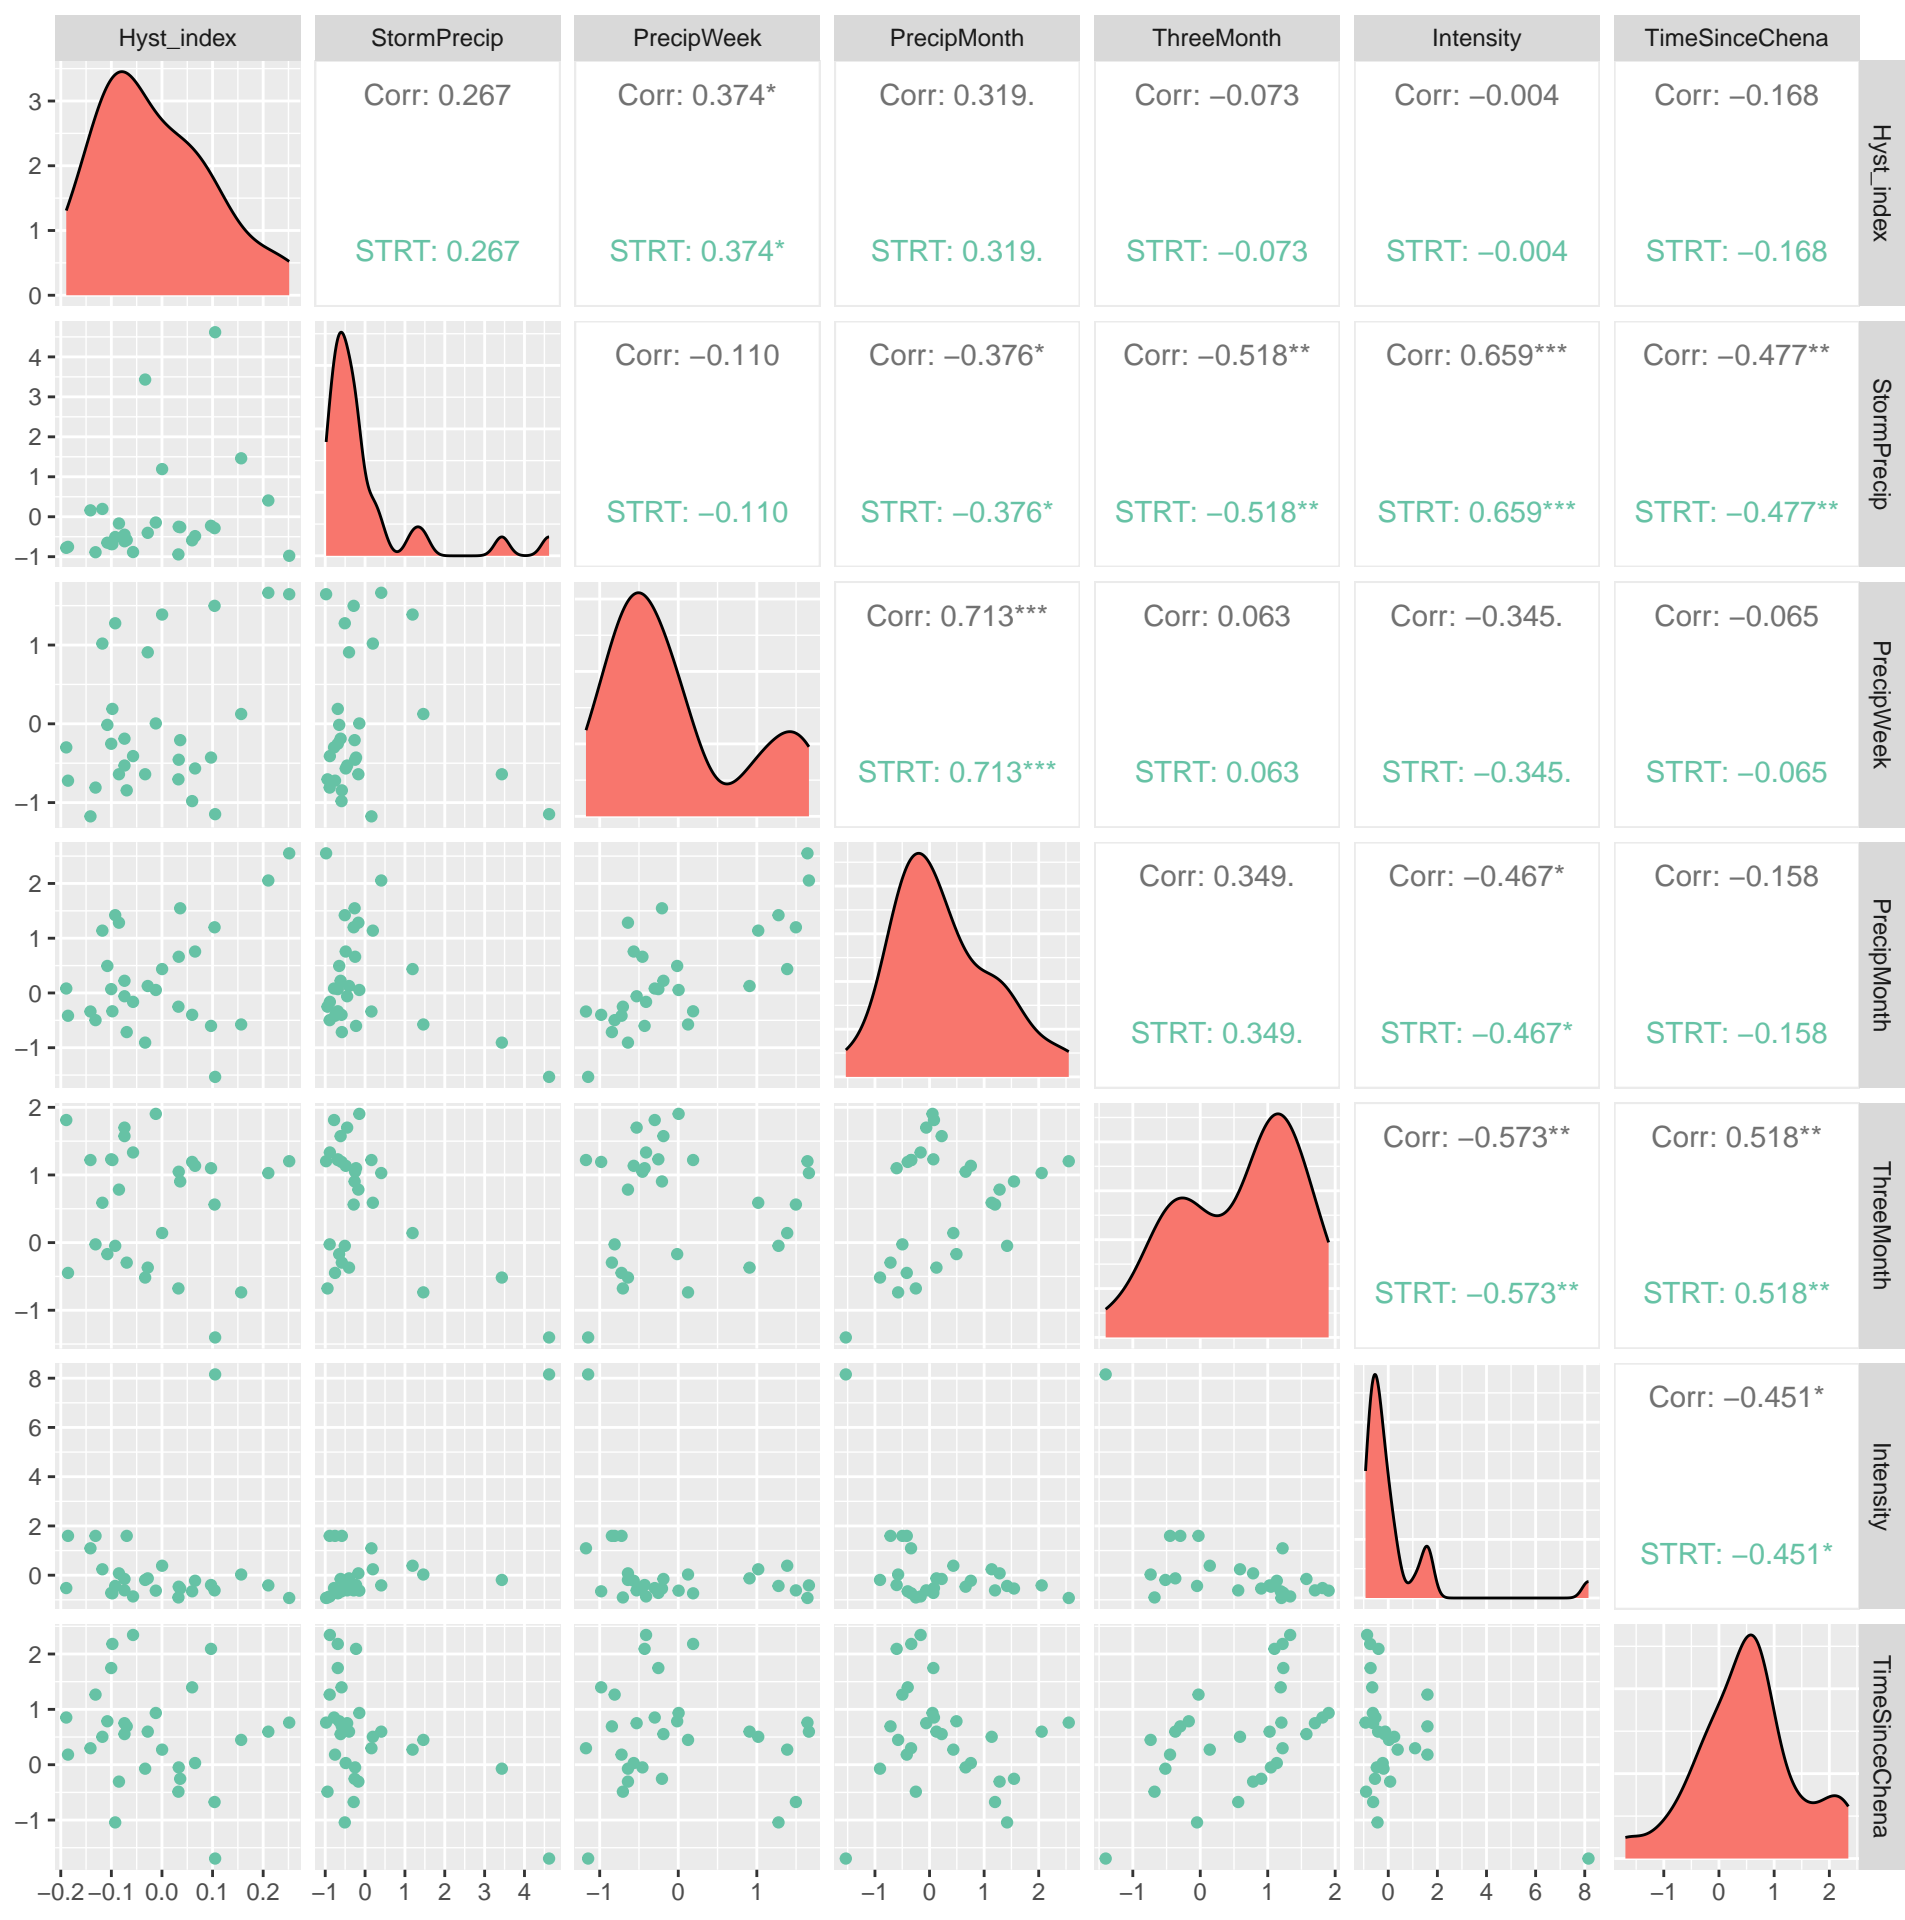 Hyst_index StormPrecip PrecipWeek PrecipMonth ThreeMonth Intensity TimeSinceChena
3 2 1 0
Corr: 0.267 Corr: 0.374* Corr: 0.319. Corr: −0.073 Corr: −0.004 Corr: −0.168
STRT: 0.267 STRT: 0.374* STRT: 0.319. STRT: −0.073 STRT: −0.004 STRT: −0.168
Hyst_index
4 3 2 1 0 −1
Corr: −0.110 Corr: −0.376* Corr: −0.518** Corr: 0.659*** Corr: −0.477**
STRT: −0.110 STRT: −0.376* STRT: −0.518** STRT: 0.659*** STRT: −0.477**
StormPrecip
1 0 −1
Corr: 0.713*** Corr: 0.063 Corr: −0.345. Corr: −0.065
STRT: 0.713*** STRT: 0.063 STRT: −0.345. STRT: −0.065
PrecipWeek
2 1 0 −1
Corr: 0.349. Corr: −0.467* Corr: −0.158
STRT: 0.349. STRT: −0.467* STRT: −0.158
PrecipMonth
2 1 0 −1
Corr: −0.573** Corr: 0.518**
STRT: −0.573** STRT: 0.518**
ThreeMonth
8 6 4 2 0
Corr: −0.451*
STRT: −0.451*
Intensity
2 1 0 −1
TimeSinceChena
−0.2 −0.1 0.0 0.1 0.2 −1 0 1 2 3 4 −1 0 1 −1 0 1 2 −1 0 1 2 0 2 4 6 8 −1 0 1 2